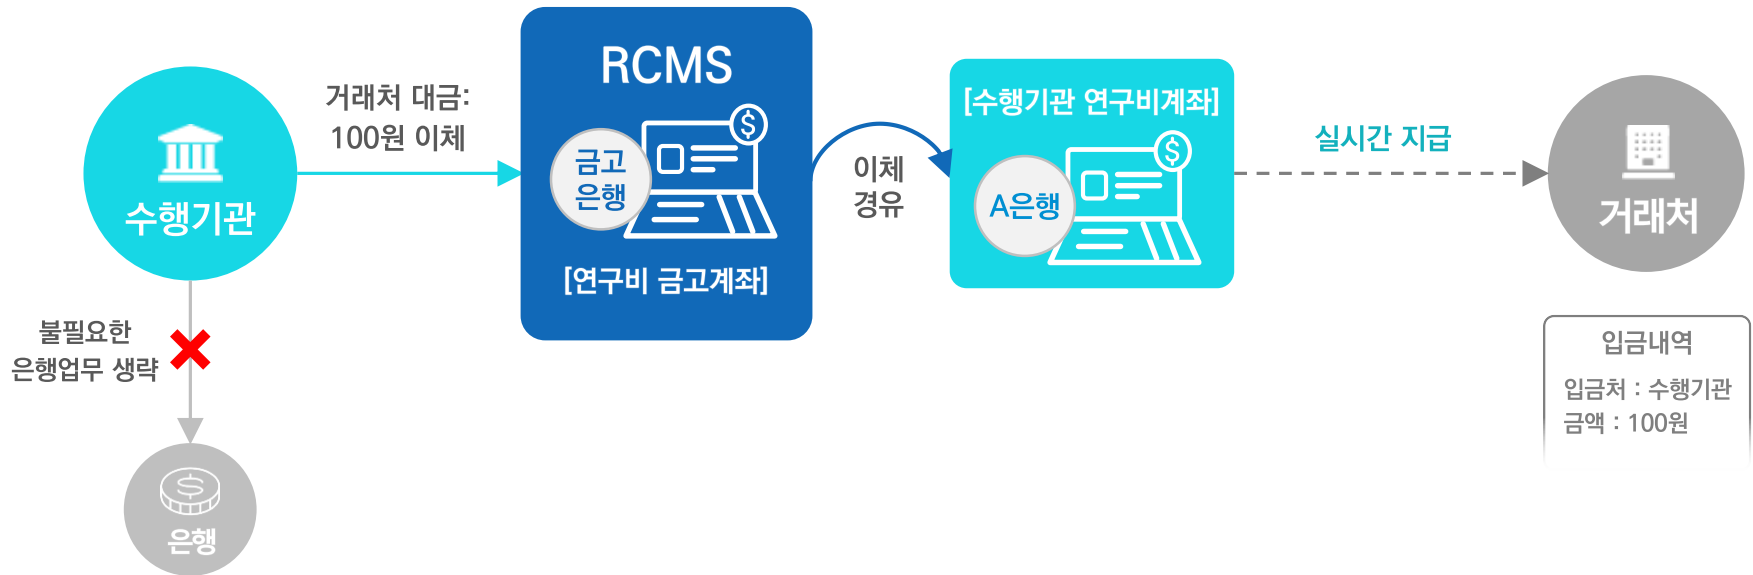 수행기관
거래처 대금:
100원 이체
RCMS
금고
은행
[연구비 금고계좌]
이체
경유
[수행기관 연구비계좌]
A은행
실시간 지급
거래처
불필요한
은행업무 생략
은행
입금내역
입금처 : 수행기관
금액 : 100원